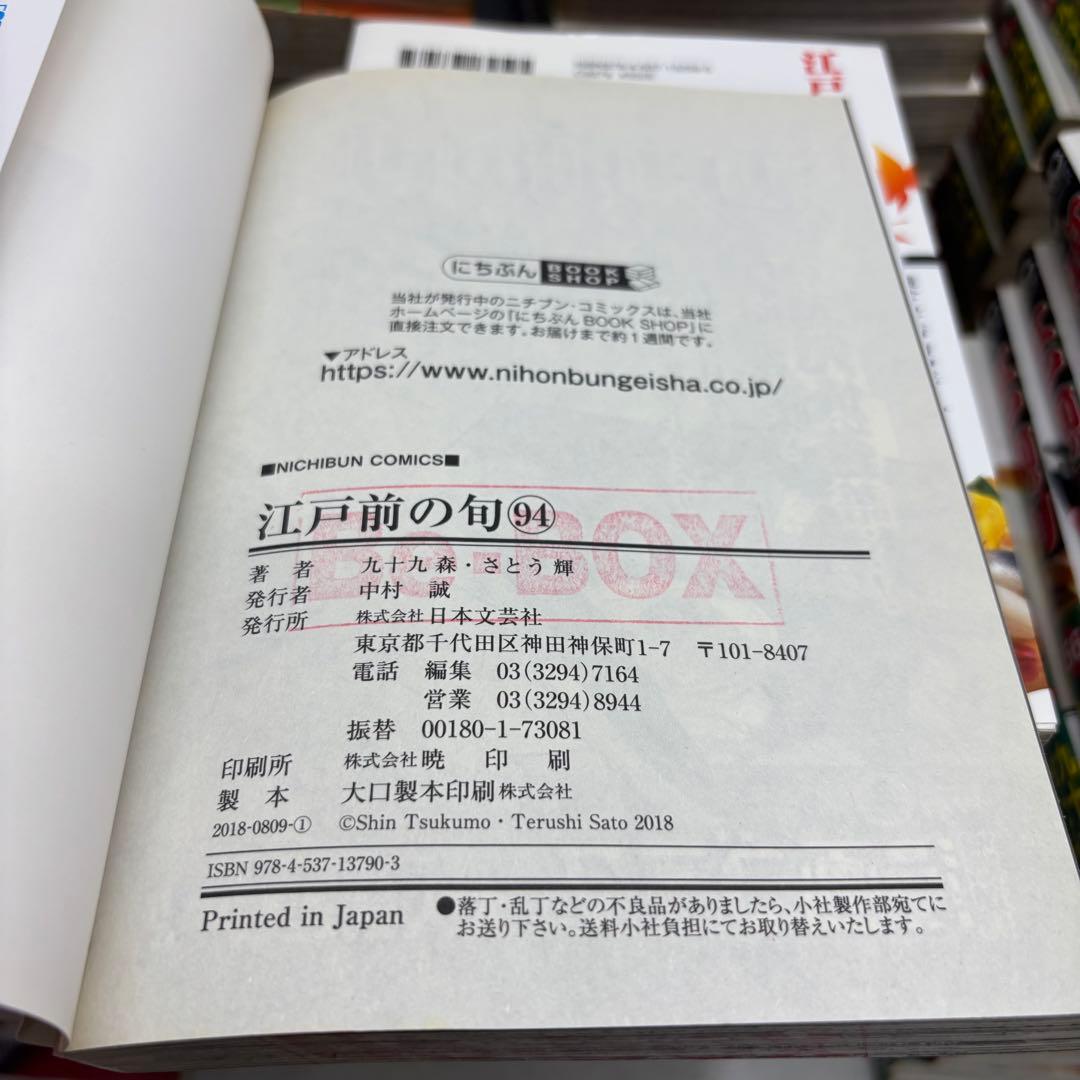 江戸
にちぶん BOOK SHOP
当社が発行中のニチブン・コミックスは、当社
ホームページの『にちぶん BOOK SHOP』に
直接注文できます。お届けまで約1週間です。
▼アドレス
https://www.nihonbungeisha.co.jp/
■NICHIBUN COMICS■
江戸前の旬㊾
Be-BOX
著者 九十九 森・さとう 輝
発行者 中村 誠
発行所 株式会社 日本文芸社
東京都千代田区神田神保町1-7 〒101-8407
電話 編集 03(3294)7164
営業 03(3294)8944
振替 00180-1-73081
印刷所 株式会社 暁印刷
製本 大口製本印刷株式会社
2018-0809-① ©Shin Tsukumo・Terushi Sato 2018
ISBN 978-4-537-13790-3
Printed in Japan
●落丁・乱丁などの不良品がありましたら、小社製作部宛てに
お送り下さい。送料小社負担にてお取り替えいたします。